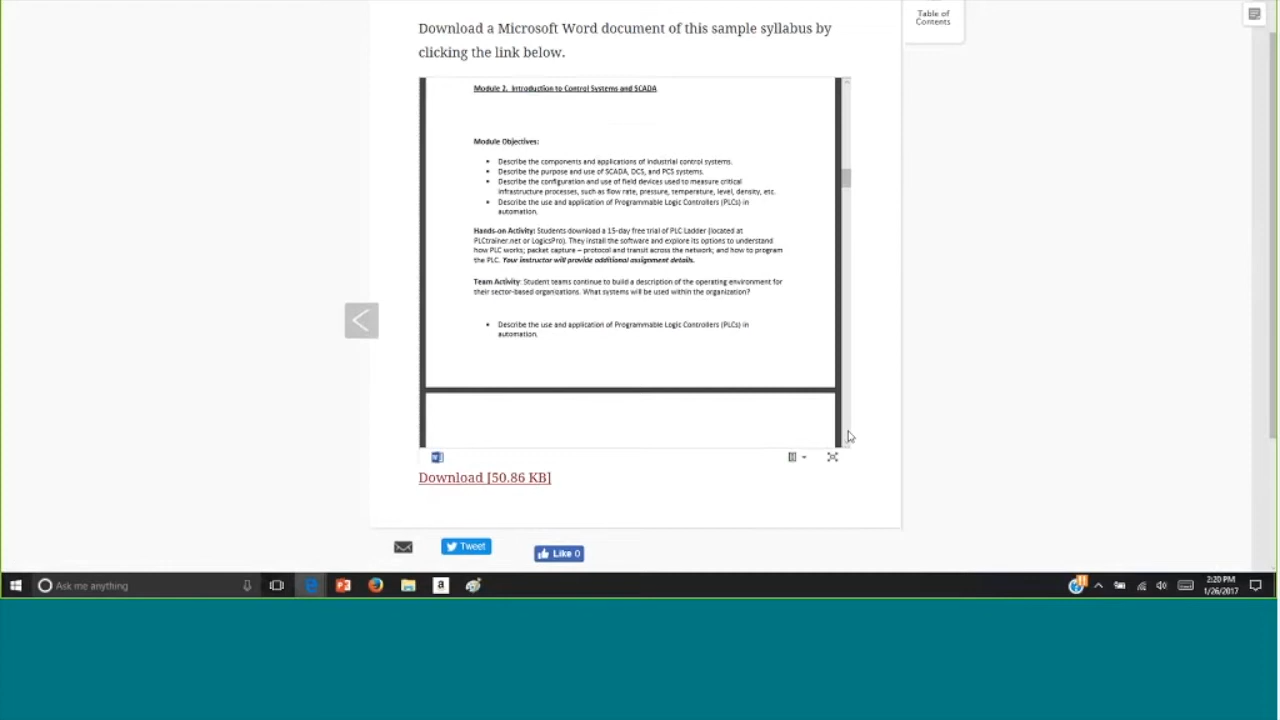 Download a Microsoft Word document of this sample syllabus by
clicking the link below.
Table of
Contents
Module 2. Introduction to Control Systems and SCADA
Module Objectives:
• Describe the components and applications of industrial control systems.
• Describe the purpose and use of SCADA, DCS, and PCS systems.
• Describe the configuration and use of field devices used to measure critical
infrastructure processes, such as flow rate, pressure, temperature, level, density, etc.
• Describe the use and application of Programmable Logic Controllers (PLCs) in
automation.
Hands-on Activity: Students download a 15-day free trial of PLC Ladder (located at
PLCtrainer.net or LogicsPro). They install the software and explore its options to understand
how PLC works; packet capture – protocol and transit across the network; and how to program
the PLC. Your instructor will provide additional assignment details.
Team Activity: Student teams continue to build a description of the operating environment for
their sector-based organizations. What systems will be used within the organization?
• Describe the use and application of Programmable Logic Controllers (PLCs) in
automation.
Download [50.86 KB]
Tweet
Like 0
Ask me anything
2:20 PM
1/26/2017